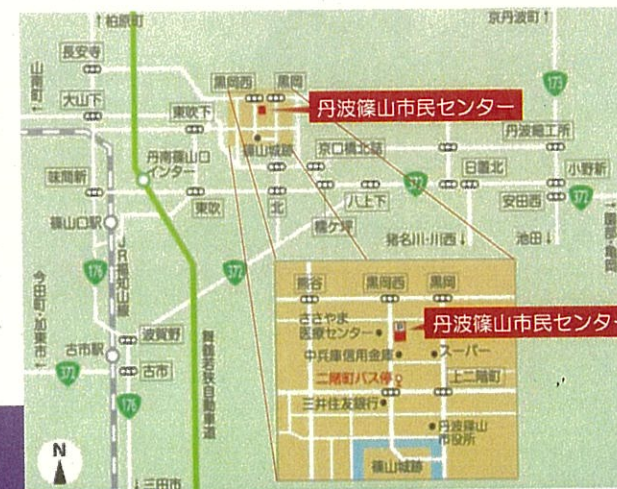 ↑柏原町
京丹波町↑
長安寺
山南町↑
黒岡西
黒岡
173
大山下
東吹下
丹波篠山市民センター
丹南篠山口
インター
篠山城跡
京口橋北詰
丹波細工所
味間新
日置北
小野新
372
東吹
北
八上下
安田西
372
篠山口駅
糯ケ坪
猪名川・川西↓
池田↓
→園部・亀岡
JR福知山線
176
372
今田町・加東市↓
熊谷
黒岡西
黒岡
ささやま
医療センター
P
丹波篠山市民センター
波賀野
舞鶴若狭自動車道
中兵庫信用金庫
スーパー
古市駅
二階町バス停
上二階町
372
古市
三井住友銀行
176
丹波篠山
市役所
N
篠山城跡
↓三田市